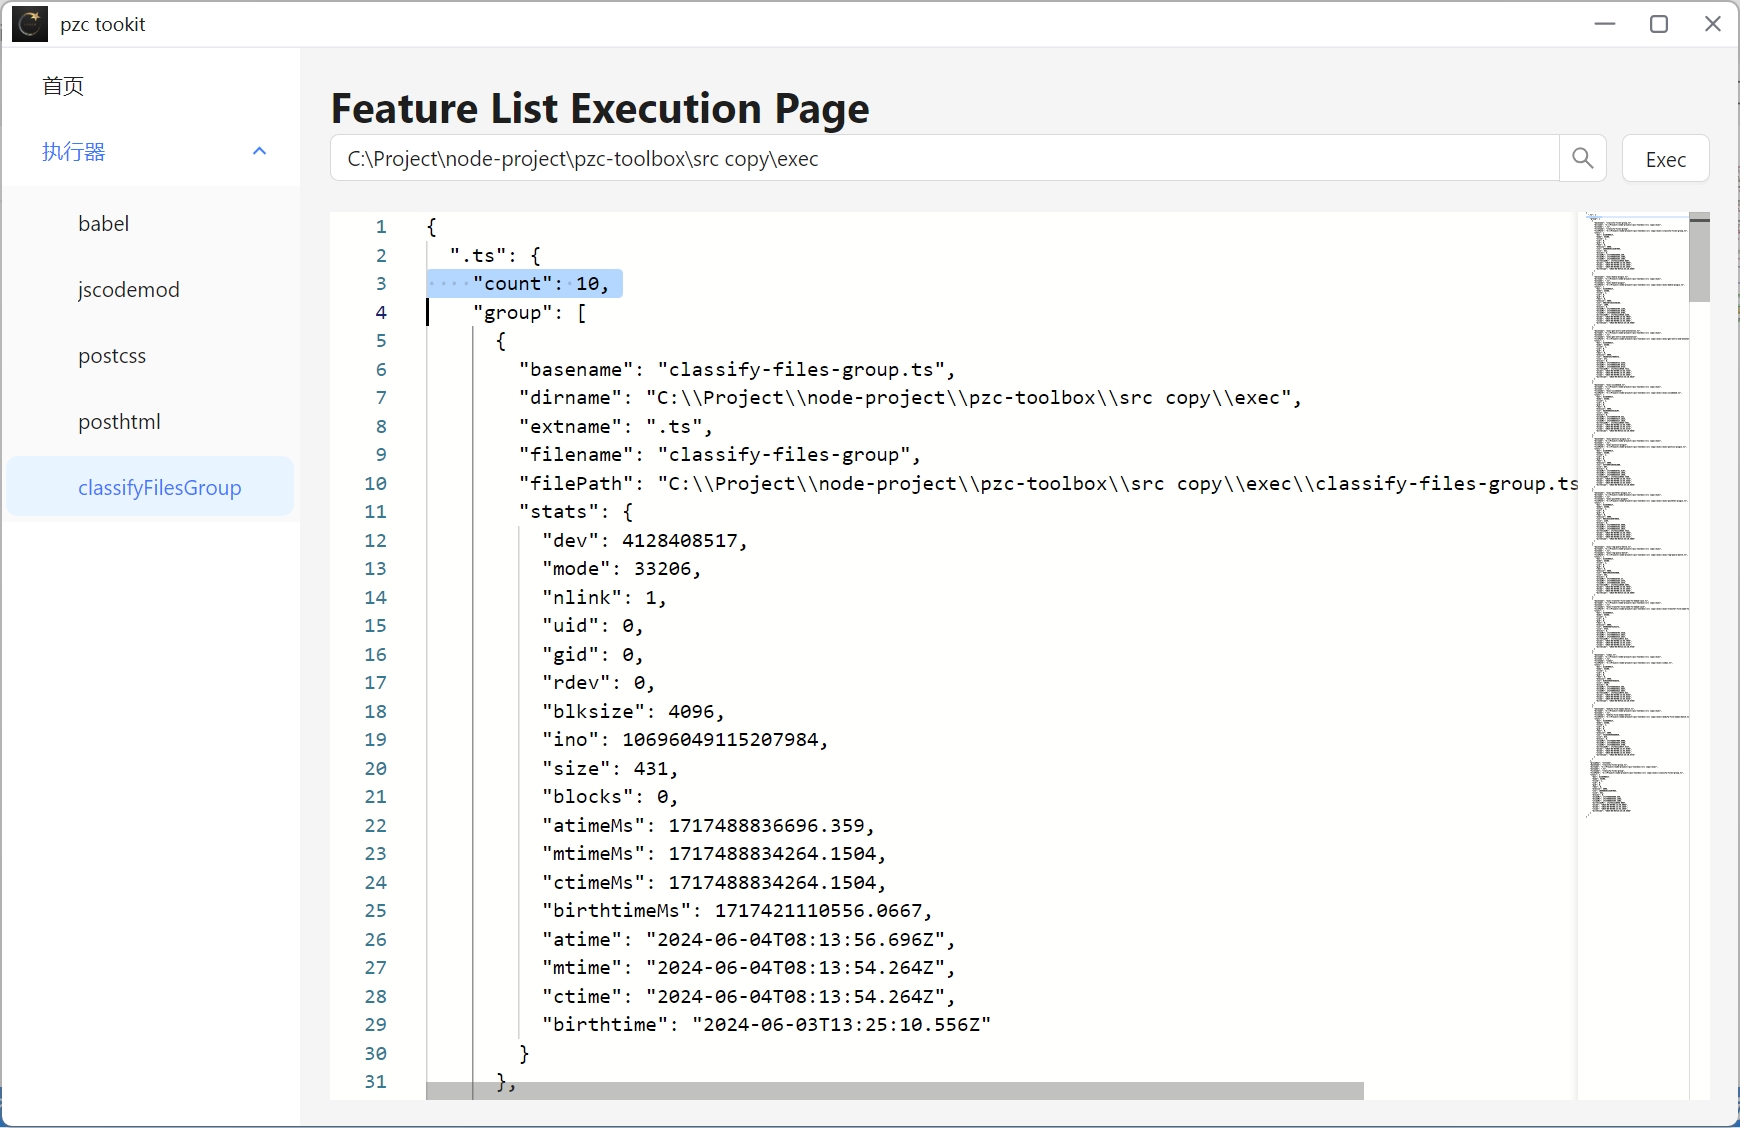 pzc tookit
首页
执行器
babel
jscodemod
postcss
posthtml
classifyFilesGroup
Feature List Execution Page
C:\Project\node-project\pzc-toolbox\src copy\exec
Exec
1 {
2 ".ts": {
3 "count": 10,
4 "group": [
5 {
6 "basename": "classify-files-group.ts",
7 "dirname": "C:\\Project\\node-project\\pzc-toolbox\\src copy\\exec",
8 "extname": ".ts",
9 "filename": "classify-files-group",
10 "filePath": "C:\\Project\\node-project\\pzc-toolbox\\src copy\\exec\\classify-files-group.ts
11 "stats": {
12 "dev": 4128408517,
13 "mode": 33206,
14 "nlink": 1,
15 "uid": 0,
16 "gid": 0,
17 "rdev": 0,
18 "blksize": 4096,
19 "ino": 10696049115207984,
20 "size": 431,
21 "blocks": 0,
22 "atimeMs": 1717488836696.359,
23 "mtimeMs": 1717488834264.1504,
24 "ctimeMs": 1717488834264.1504,
25 "birthtimeMs": 1717421110556.0667,
26 "atime": "2024-06-04T08:13:56.696Z",
27 "mtime": "2024-06-04T08:13:54.264Z",
28 "ctime": "2024-06-04T08:13:54.264Z",
29 "birthtime": "2024-06-03T13:25:10.556Z"
30 }
31 },